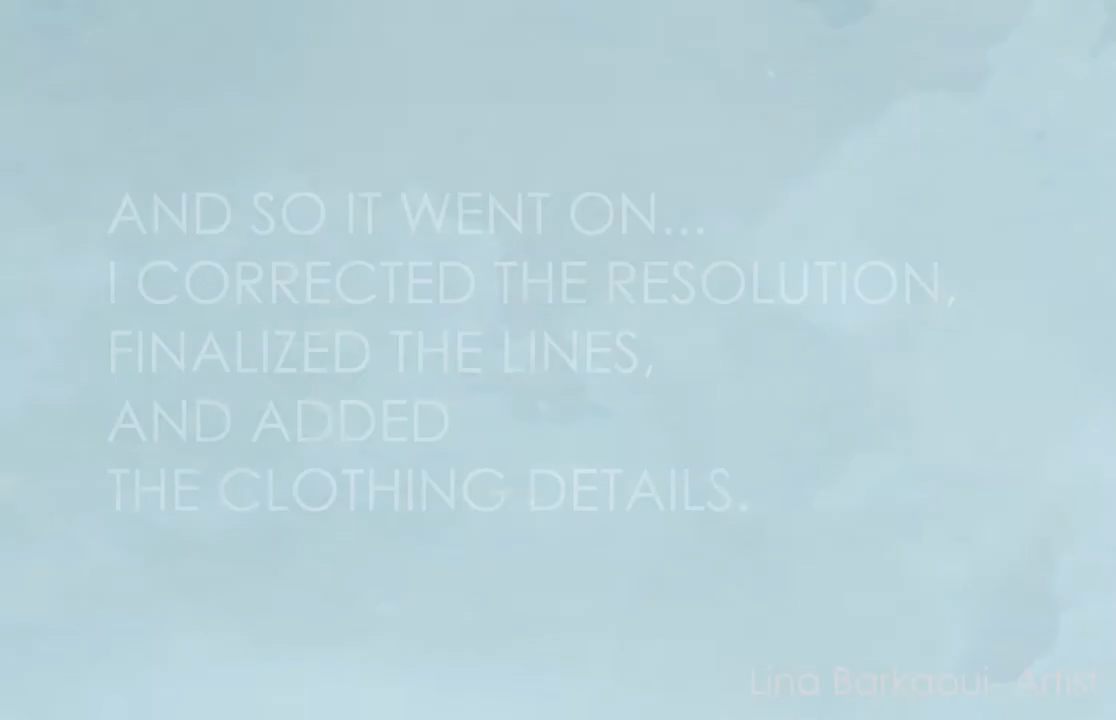 AND SO IT WENT ON...
I CORRECTED THE RESOLUTION,
FINALIZED THE LINES,
AND ADDED
THE CLOTHING DETAILS.
Lina Barkaoui- Artist